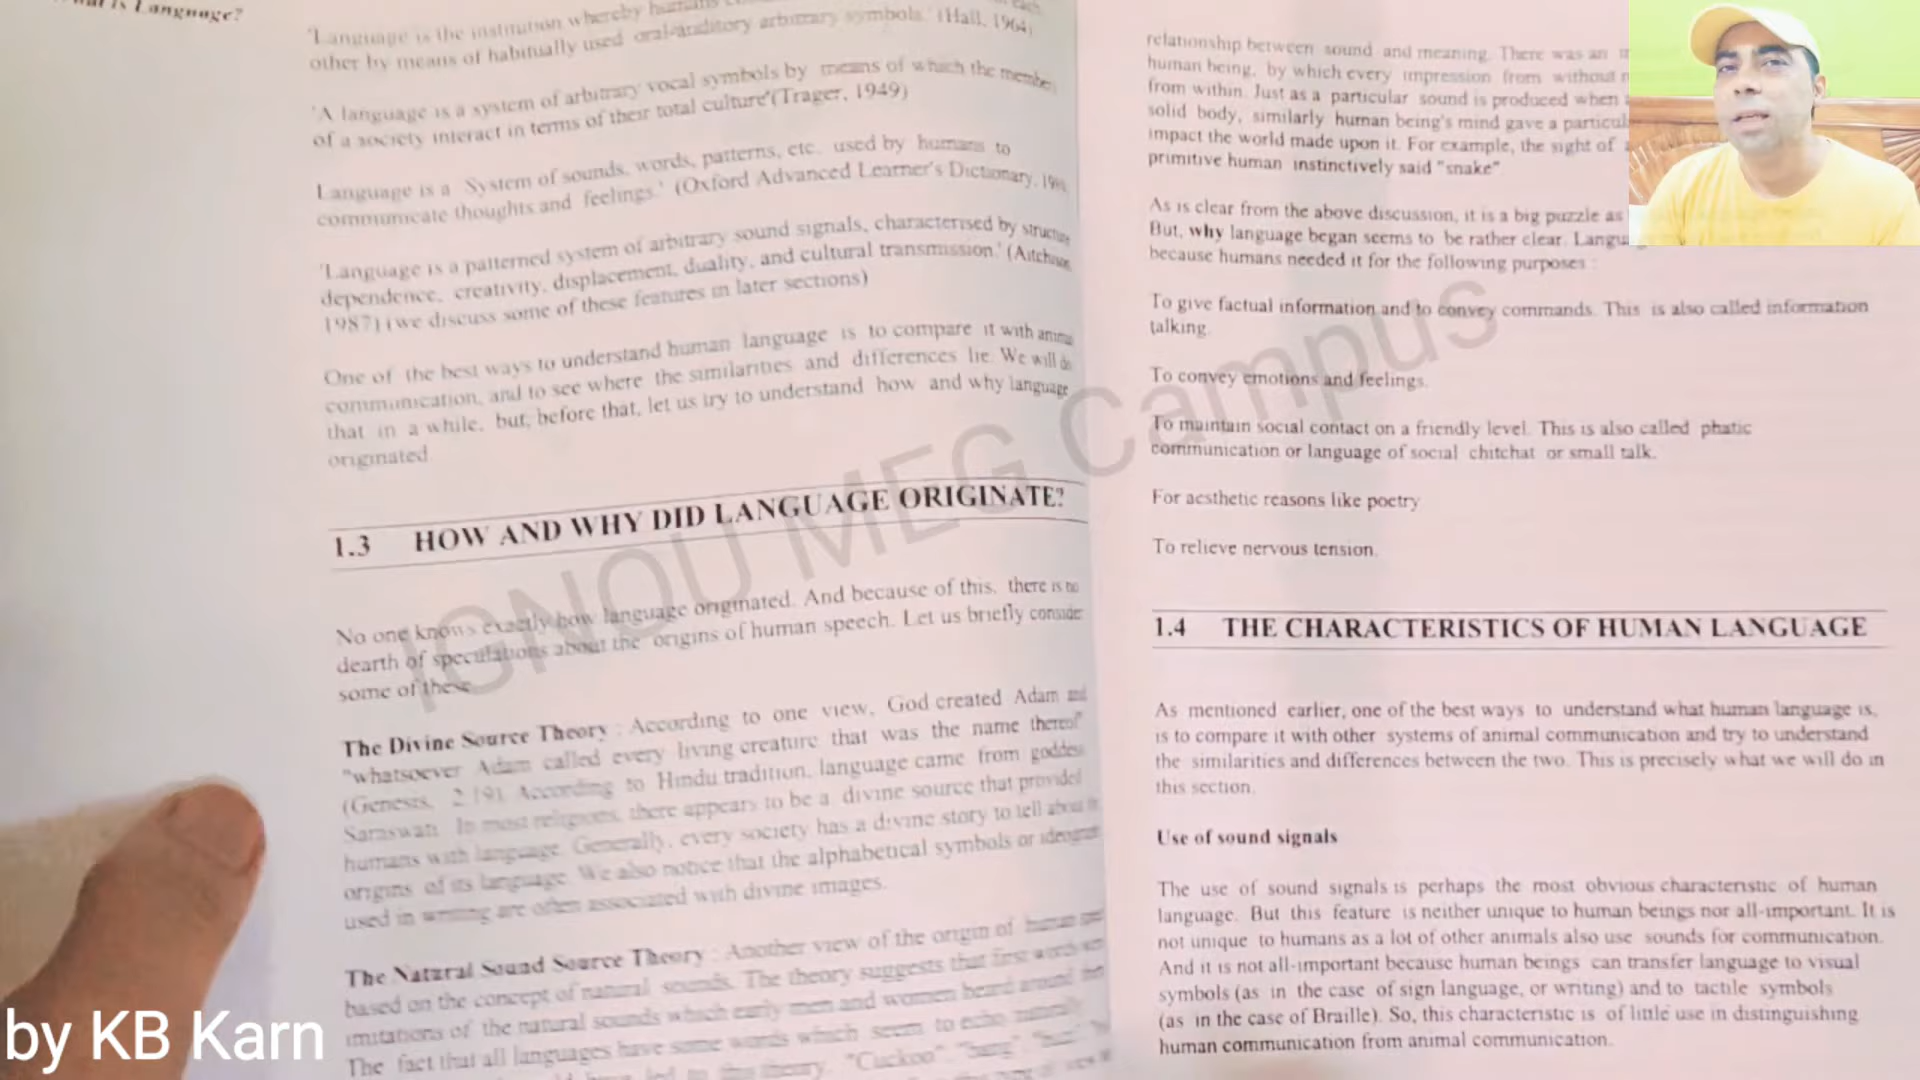 is Language?
'Language is the institution whereby humans
other by means of habitually used oral-auditory arbitrary symbols.' (Hall, 1964)
'A language is a system of arbitrary vocal symbols by means of which the members
of a society interact in terms of their total culture' (Trager, 1949)
Language is a System of sounds, words, patterns, etc. used by humans to
communicate thoughts and feelings.' (Oxford Advanced Learner's Dictionary,
'Language is a patterned system of arbitrary sound signals, characterised by structure
dependence, creativity, displacement, duality, and cultural transmission.' (Aitchison,
1987) (we discuss some of these features in later sections)
One of the best ways to understand human language is to compare it with animal
communication, and to see where the similarities and differences lie. We will do
that in a while, but, before that, let us try to understand how and why language
originated.
1.3 HOW AND WHY DID LANGUAGE ORIGINATE?
No one knows exactly how language originated. And because of this, there is no
dearth of speculations about the origins of human speech. Let us briefly consider
some of these
The Divine Source Theory : According to one view, God created Adam and
"whatsoever Adam called every living creature that was the name thereof"
(Genesis, 2:19). According to Hindu tradition, language came from goddess
Saraswati. In most religions, there appears to be a divine source that provided
humans with language. Generally, every society has a divine story to tell about the
origins of its language. We also notice that the alphabetical symbols or
used in writing are often associated with divine images.
The Natural Sound Source Theory : Another view of the origin of human
based on the concept of natural sounds. The theory suggests that first words were
imitations of the natural sounds which early men and women heard around them
The fact that all languages have some words which seem to echo naturally
theory. "Cuckoo", "bang",
relationship between sound and meaning. There was an
human being, by which every impression from without
from within. Just as a particular sound is produced when
solid body, similarly human being's mind gave a
impact the world made upon it. For example, the sight of
primitive human instinctively said "snake"
As is clear from the above discussion, it is a big puzzle as
But, why language began seems to be rather clear.
because humans needed it for the following purposes :
To give factual information and to convey commands. This is also called information
talking.
To convey emotions and feelings.
To maintain social contact on a friendly level. This is also called phatic
communication or language of social chitchat or small talk.
For aesthetic reasons like poetry
To relieve nervous tension.
1.4 THE CHARACTERISTICS OF HUMAN LANGUAGE
As mentioned earlier, one of the best ways to understand what human language is,
is to compare it with other systems of animal communication and try to understand
the similarities and differences between the two. This is precisely what we will do in
this section.
Use of sound signals
The use of sound signals is perhaps the most obvious characteristic of human
language. But this feature is neither unique to human beings nor all-important. It is
not unique to humans as a lot of other animals also use sounds for communication.
And it is not all-important because human beings can transfer language to visual
symbols (as in the case of sign language, or writing) and to tactile symbols
(as in the case of Braille). So, this characteristic is of little use in distinguishing
human communication from animal communication.
IGNOU MEG Campus
by KB Karn